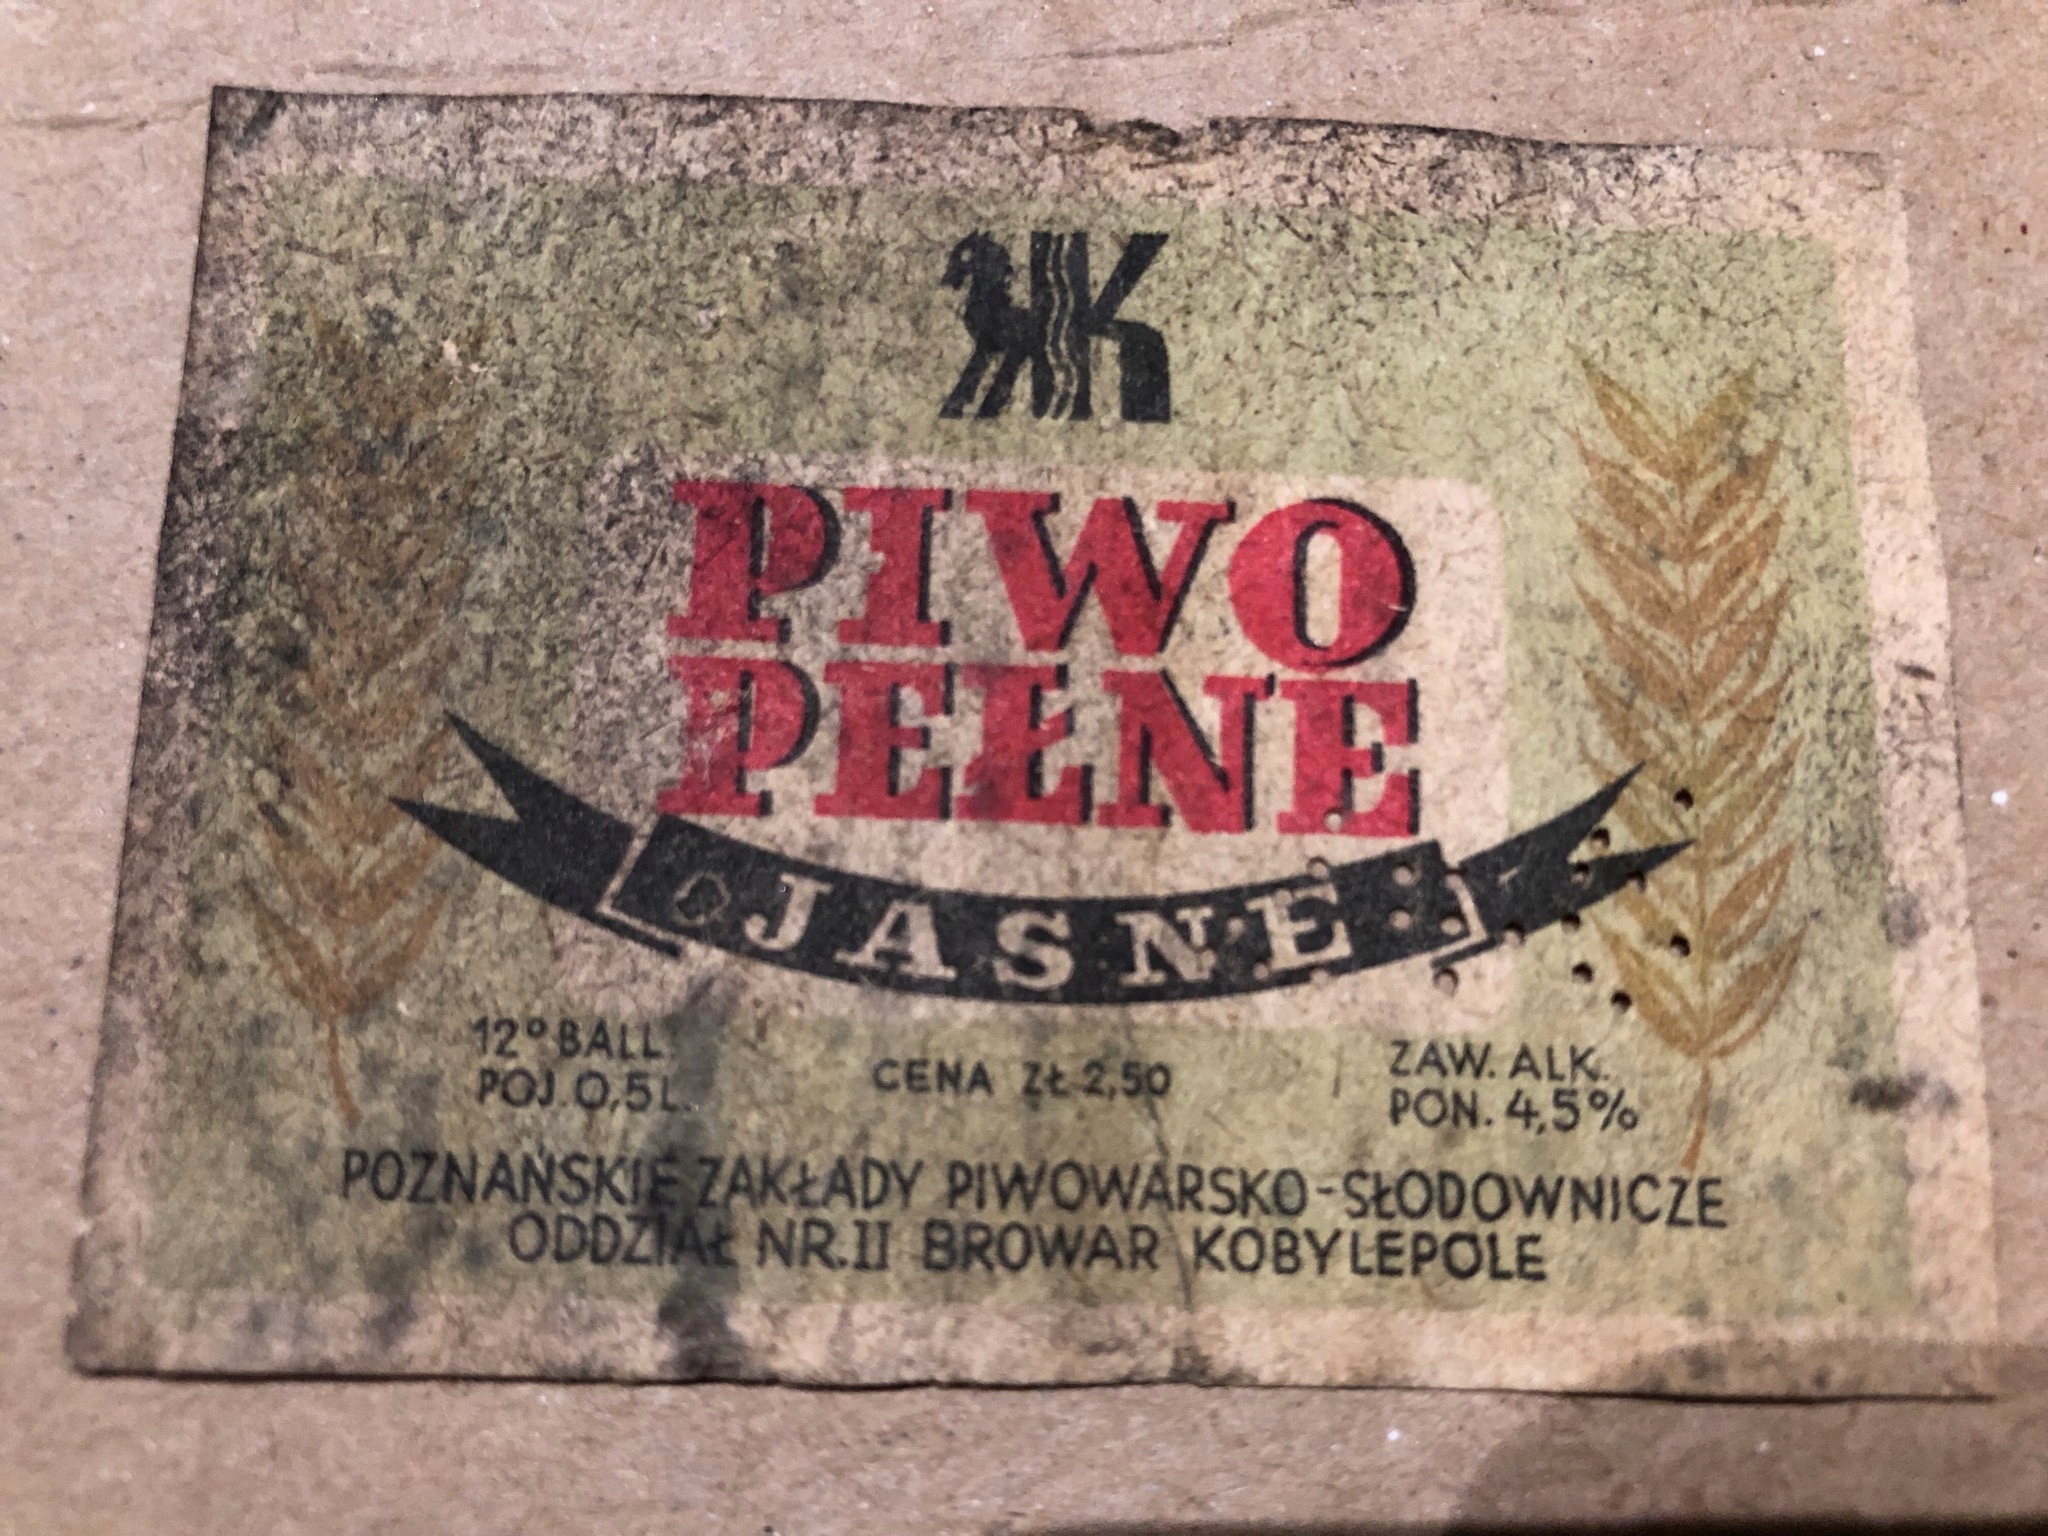 K
PIWO
PEŁNE
JASNE
12° BALL.
POJ. 0,5 L.
CENA ZŁ 2,50
ZAW. ALK.
PON. 4,5%
POZNAŃSKIE ZAKŁADY PIWOWARSKO-SŁODOWNICZE
ODDZIAŁ NR. II BROWAR KOBYLEPOLE